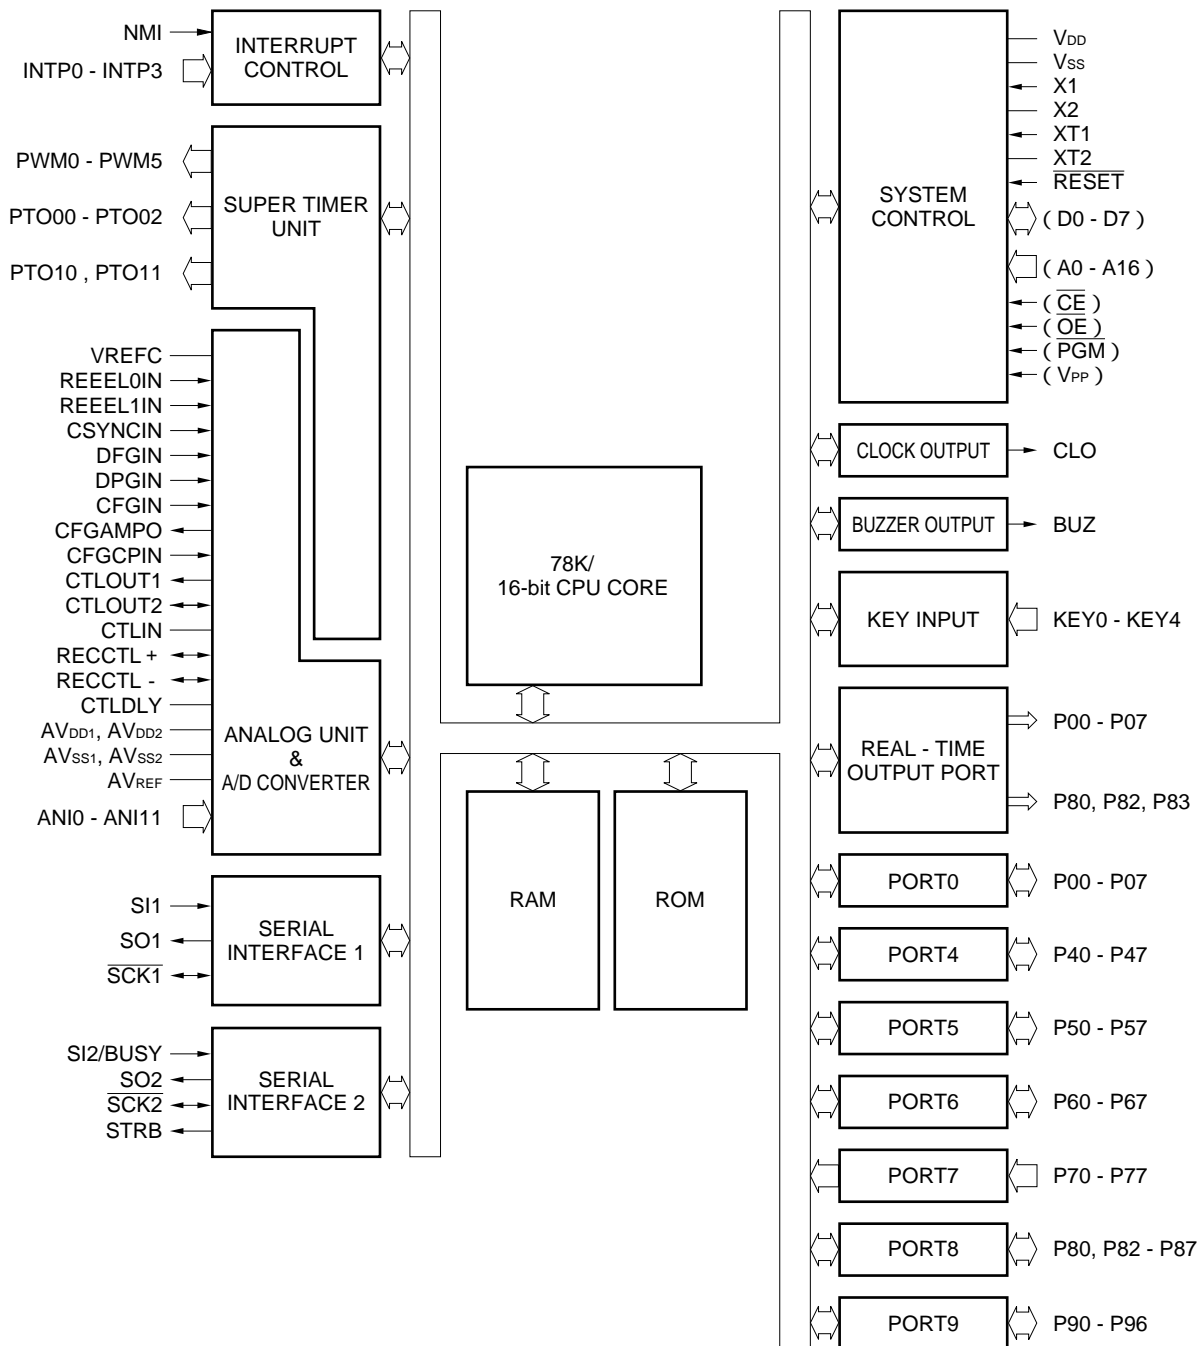 NMI
INTP0 - INTP3
INTERRUPT
CONTROL
PWM0 - PWM5
PTO00 - PTO02
PTO10 , PTO11
SUPER TIMER
UNIT
VREFC
REEEL0IN
REEEL1IN
CSYNCIN
DFGIN
DPGIN
CFGIN
CFGAMPO
CFGCPIN
CTLOUT1
CTLOUT2
CTLIN
RECCTL +
RECCTL -
CTLDLY
AVDD1, AVDD2
AVSS1, AVSS2
AVREF
ANI0 - ANI11
ANALOG UNIT
&
A/D CONVERTER
SI1
SO1
SCK1
SERIAL
INTERFACE 1
SI2/BUSY
SO2
SCK2
STRB
SERIAL
INTERFACE 2
78K/
16-bit CPU CORE
RAM
ROM
SYSTEM
CONTROL
VDD
VSS
X1
X2
XT1
XT2
RESET
( D0 - D7 )
( A0 - A16 )
( CE )
( OE )
( PGM )
( VPP )
CLOCK OUTPUT
CLO
BUZZER OUTPUT
BUZ
KEY INPUT
KEY0 - KEY4
REAL - TIME
OUTPUT PORT
P00 - P07
P80, P82, P83
PORT0
P00 - P07
PORT4
P40 - P47
PORT5
P50 - P57
PORT6
P60 - P67
PORT7
P70 - P77
PORT8
P80, P82 - P87
PORT9
P90 - P96